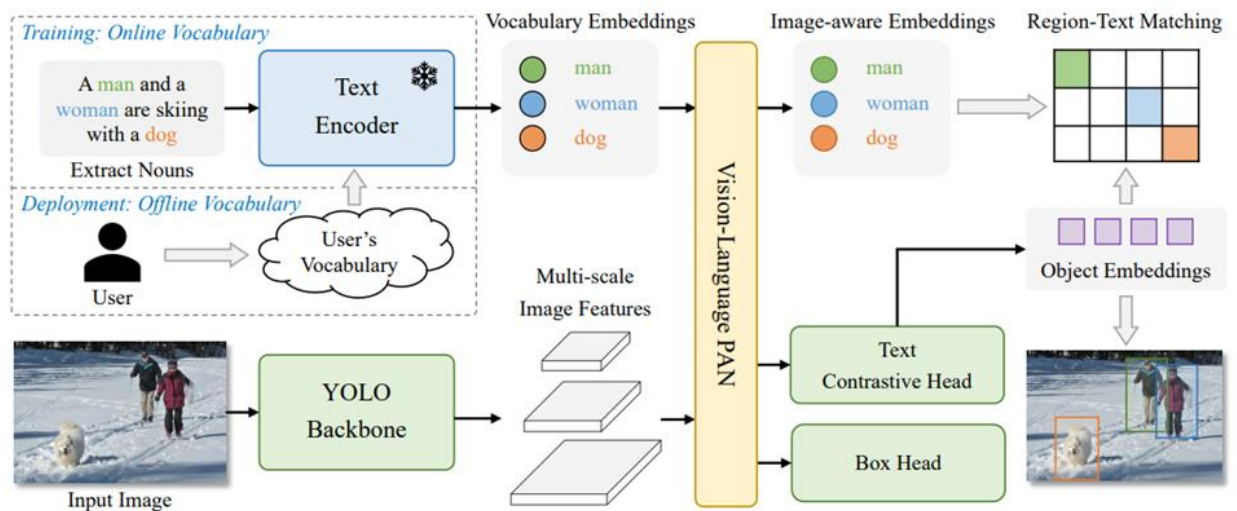 Training: Online Vocabulary
A man and a
woman are skiing
with a dog
Extract Nouns
Text
Encoder
Deployment: Offline Vocabulary
User
User's
Vocabulary
Vocabulary Embeddings
man
woman
dog
Image-aware Embeddings
man
woman
dog
Region-Text Matching
Vision-Language PAN
Object Embeddings
Input Image
YOLO
Backbone
Multi-scale
Image Features
Text
Contrastive Head
Box Head